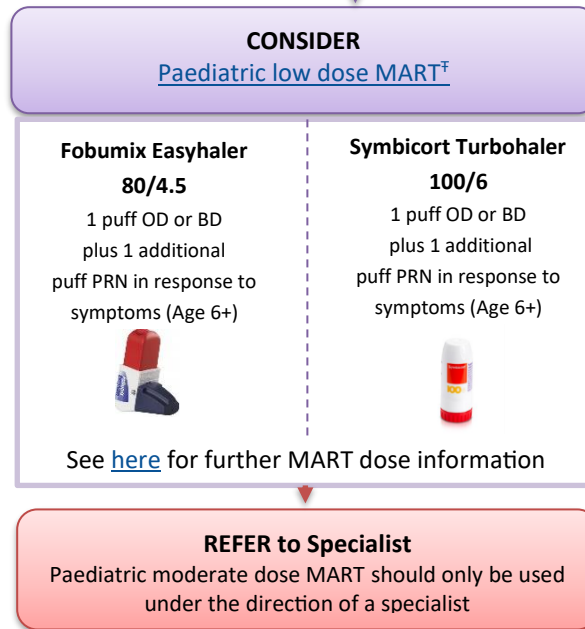 CONSIDER
Paediatric low dose MART⸸
Fobumix Easyhaler
80/4.5
1 puff OD or BD
plus 1 additional
puff PRN in response to
symptoms (Age 6+)
Symbicort Turbohaler
100/6
1 puff OD or BD
plus 1 additional
puff PRN in response to
symptoms (Age 6+)
100
See here for further MART dose information
REFER to Specialist
Paediatric moderate dose MART should only be used
under the direction of a specialist